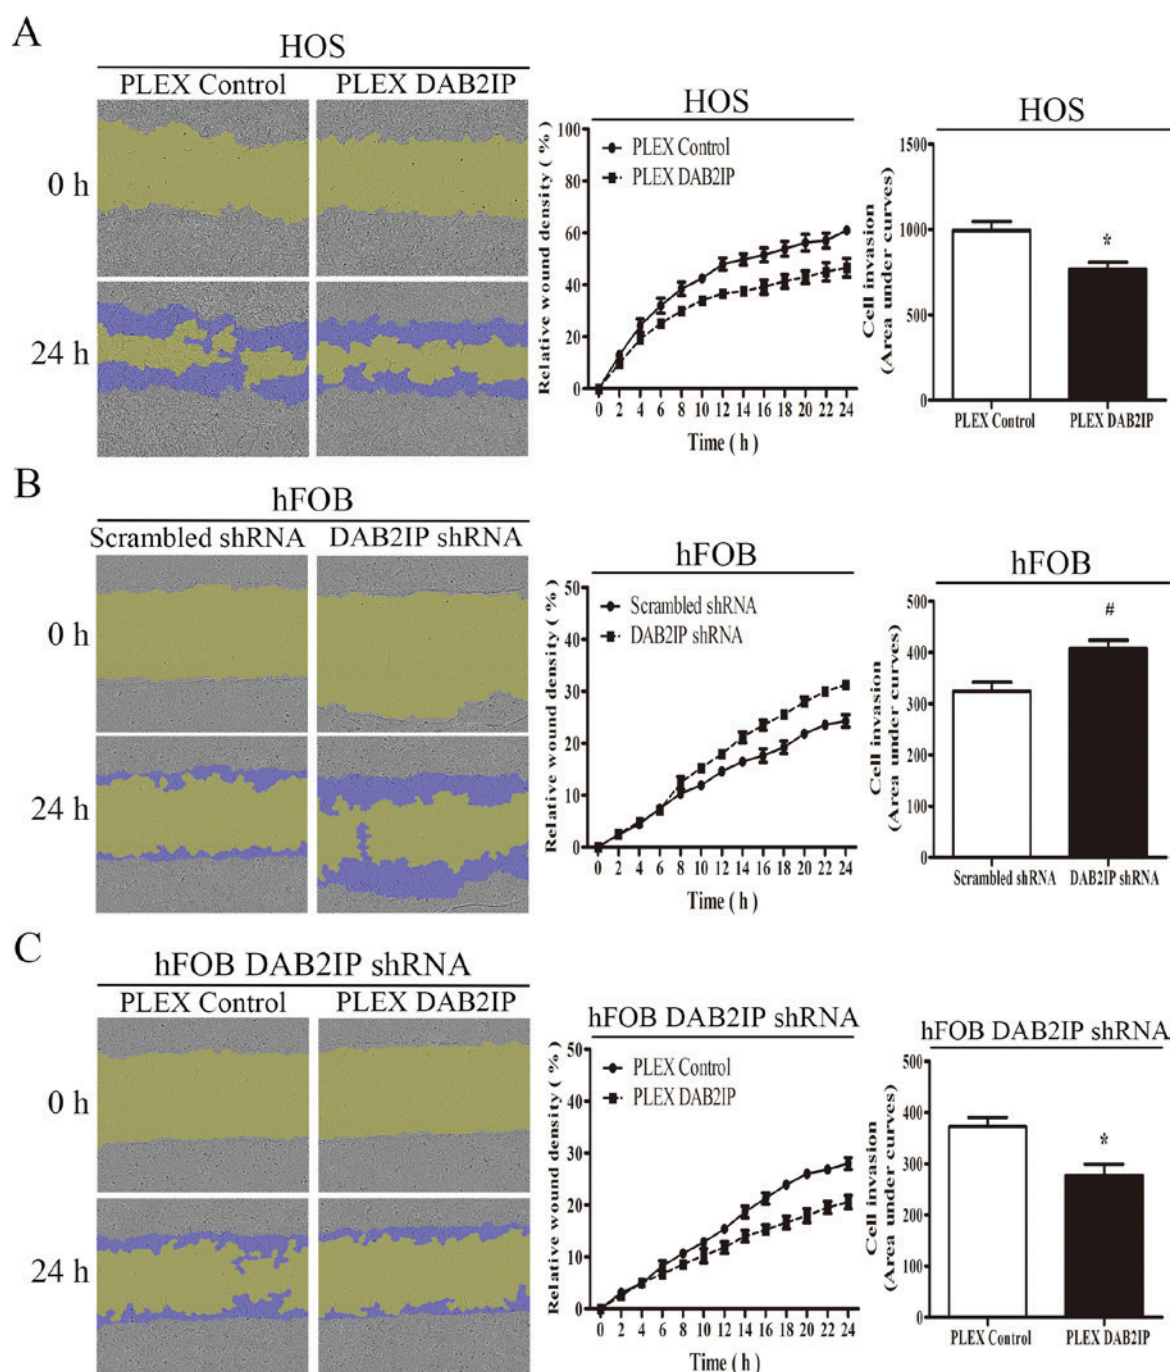 A
HOS
PLEX Control PLEX DAB2IP
0 h
24 h
HOS
Relative wound density ( % )
100
80
60
40
20
0
PLEX Control
PLEX DAB2IP
0 2 4 6 8 10 12 14 16 18 20 22 24
Time ( h )
HOS
Cell invasion
(Area under curves)
1500
1000
500
0
*
PLEX Control PLEX DAB2IP
B
hFOB
Scrambled shRNA DAB2IP shRNA
0 h
24 h
hFOB
Relative wound density ( % )
50
40
30
20
10
0
Scrambled shRNA
DAB2IP shRNA
0 2 4 6 8 10 12 14 16 18 20 22 24
Time ( h )
hFOB
Cell invasion
(Area under curves)
500
400
300
200
100
0
#
Scrambled shRNA DAB2IP shRNA
C
hFOB DAB2IP shRNA
PLEX Control PLEX DAB2IP
0 h
24 h
hFOB DAB2IP shRNA
Relative wound density ( % )
50
40
30
20
10
0
PLEX Control
PLEX DAB2IP
0 2 4 6 8 10 12 14 16 18 20 22 24
Time ( h )
hFOB DAB2IP shRNA
Cell invasion
(Area under curves)
500
400
300
200
100
0
*
PLEX Control PLEX DAB2IP